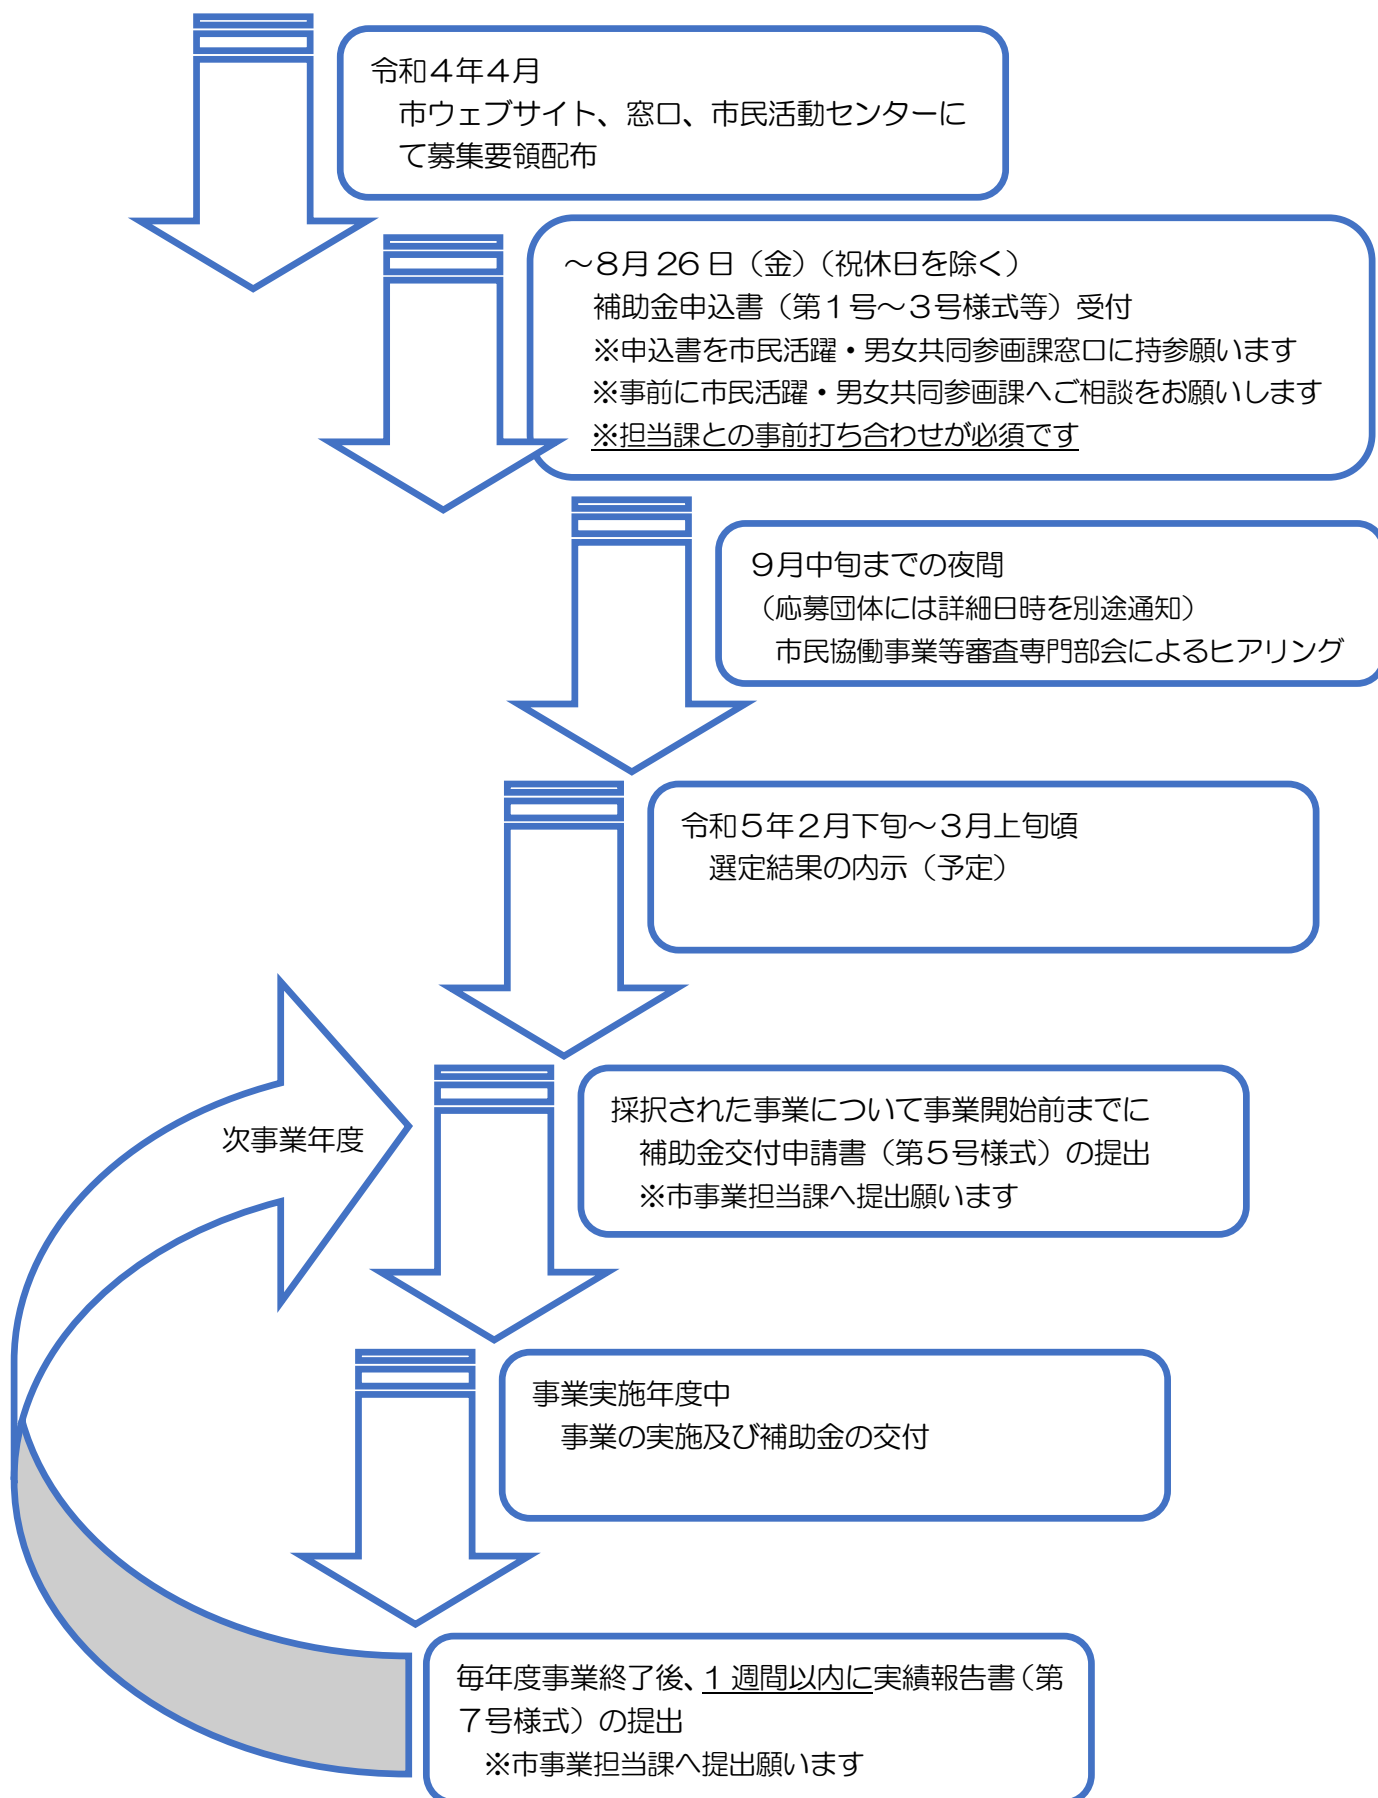 令和４年４月
市ウェブサイト、窓口、市民活動センターに
て募集要領配布
～８月 26 日（金）（祝休日を除く）
補助金申込書（第１号～３号様式等）受付
※申込書を市民活躍・男女共同参画課窓口に持参願います
※事前に市民活躍・男女共同参画課へご相談をお願いします
※担当課との事前打ち合わせが必須です
９月中旬までの夜間
（応募団体には詳細日時を別途通知）
市民協働事業等審査専門部会によるヒアリング
令和５年２月下旬～３月上旬頃
選定結果の内示（予定）
次事業年度
採択された事業について事業開始前までに
補助金交付申請書（第５号様式）の提出
※市事業担当課へ提出願います
事業実施年度中
事業の実施及び補助金の交付
毎年度事業終了後、１週間以内に実績報告書（第
７号様式）の提出
※市事業担当課へ提出願います